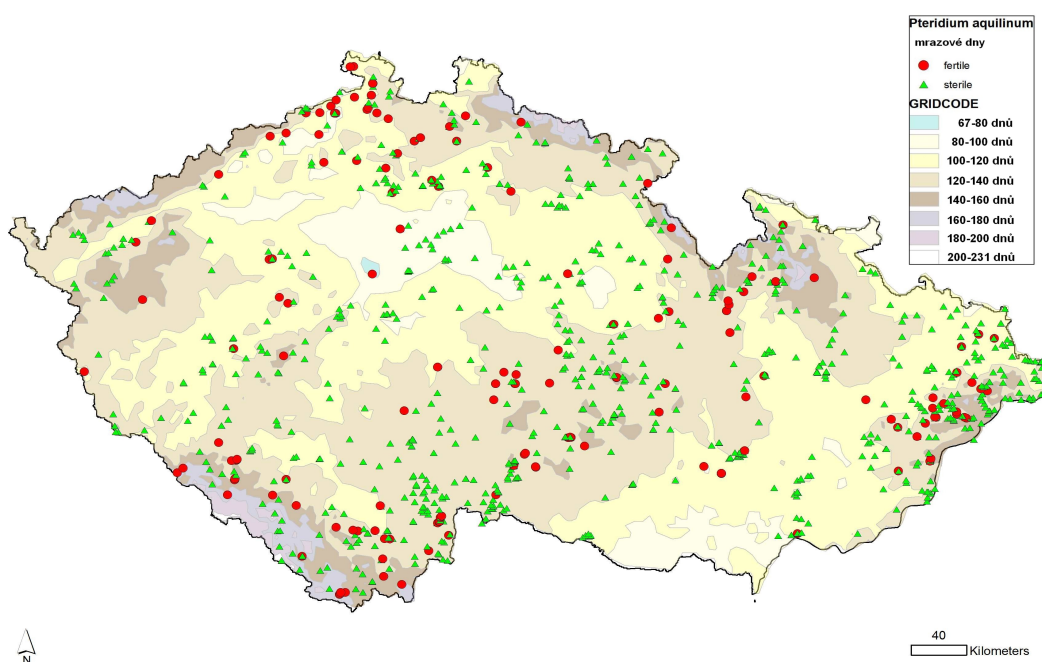 Pteridium aquilinum
mrazové dny
fertile
sterile
GRIDCODE
67-80 dnů
80-100 dnů
100-120 dnů
120-140 dnů
140-160 dnů
160-180 dnů
180-200 dnů
200-231 dnů
N
40
Kilometers